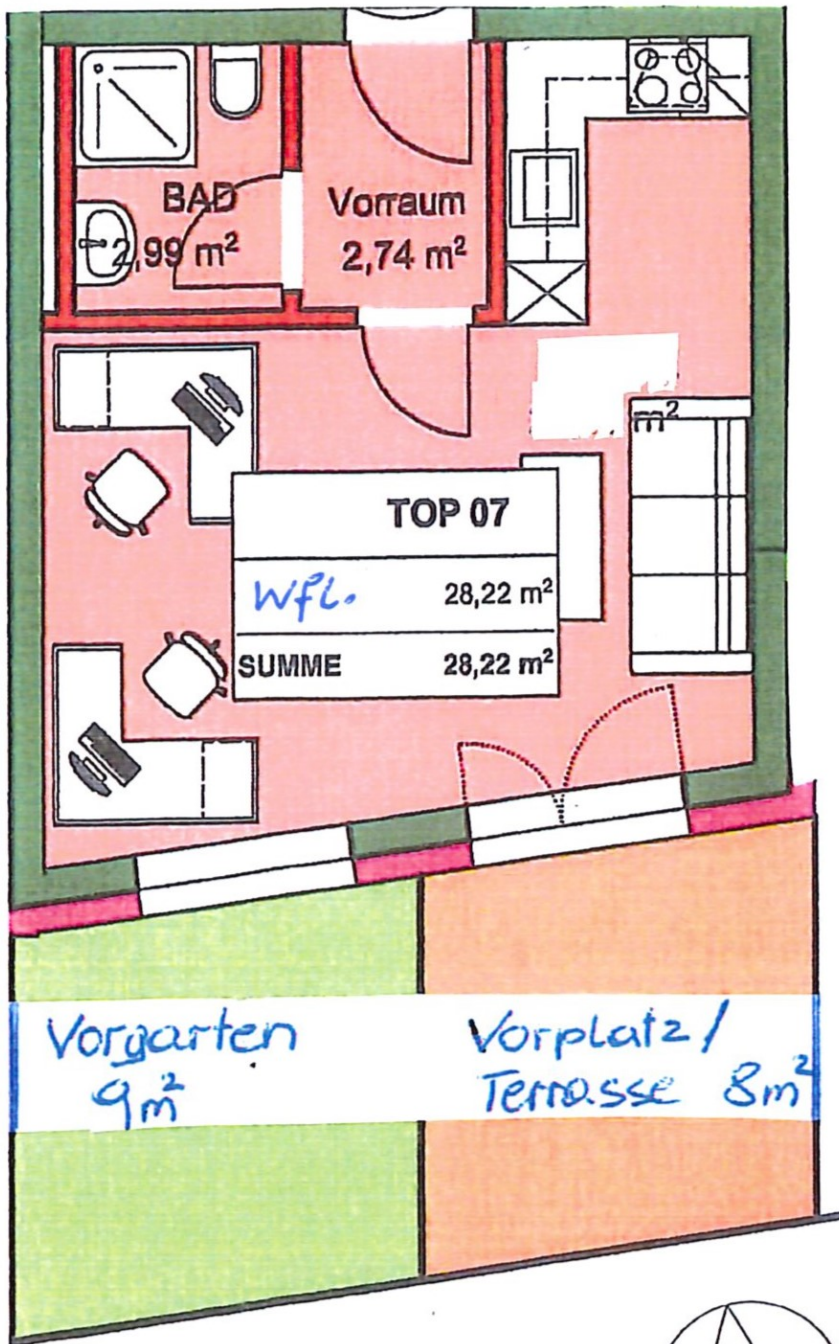 BAD
2,99 m²
Vorraum
2,74 m²
m²
TOP 07
Wfl. 28,22 m²
SUMME 28,22 m²
Vorgarten
9m²
Vorplatz /
Terrasse 8m²